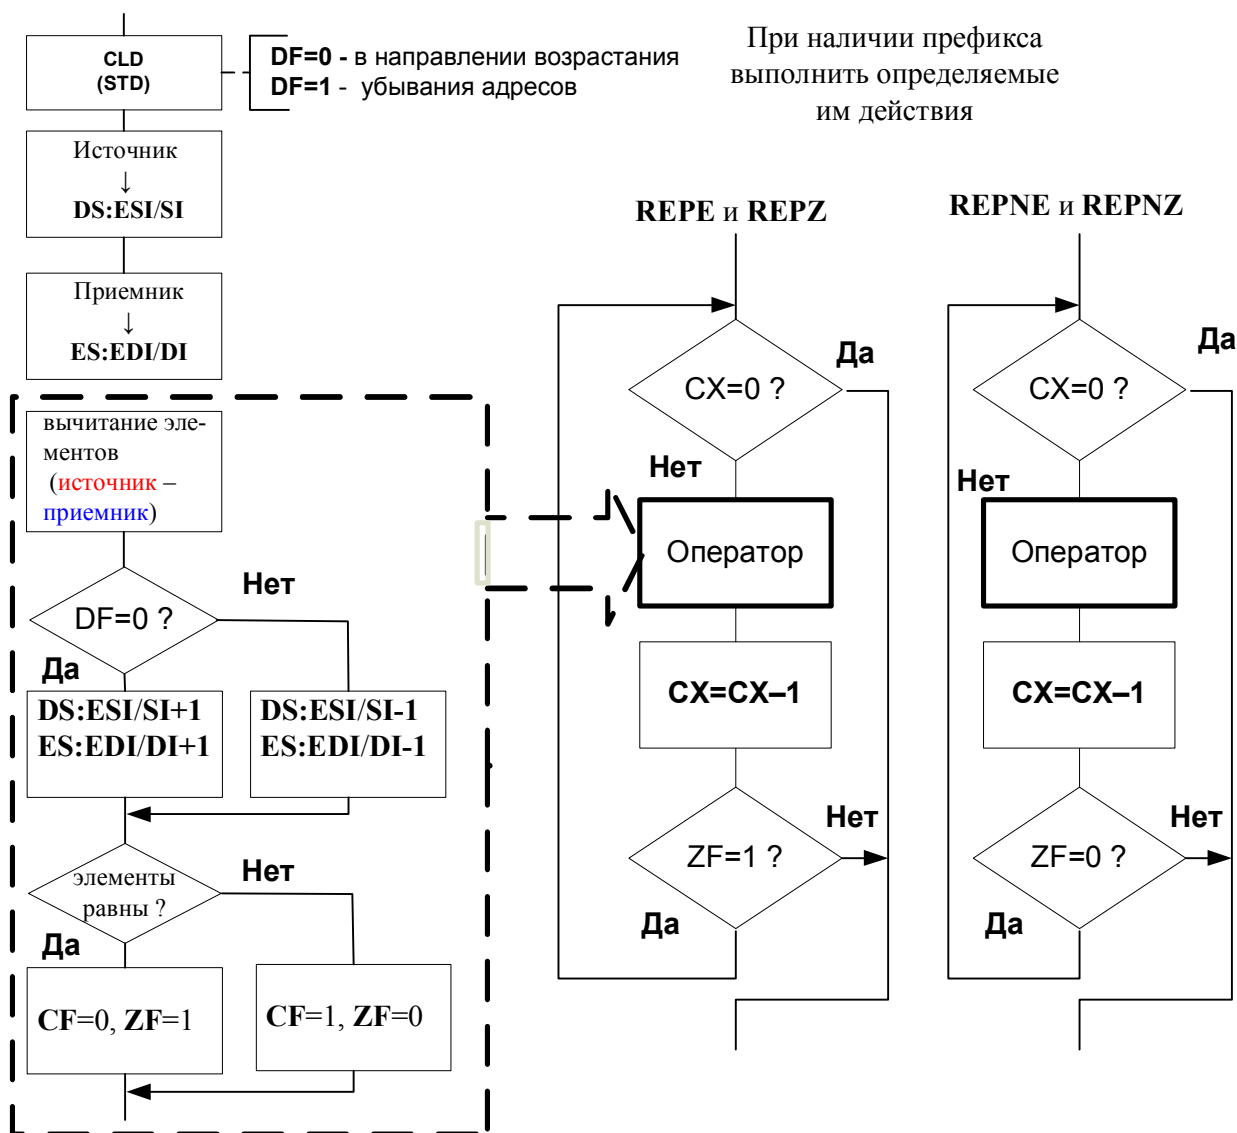 CLD
(STD)
DF=0 - в направлении возрастания
DF=1 - убывания адресов
При наличии префикса
выполнить определяемые
им действия
Источник
↓
DS:ESI/SI
Приемник
↓
ES:EDI/DI
вычитание эле-
ментов
(источник –
приемник)
DF=0 ?
Нет
Да
DS:ESI/SI+1
ES:EDI/DI+1
DS:ESI/SI-1
ES:EDI/DI-1
элементы
равны ?
Нет
Да
CF=0, ZF=1
CF=1, ZF=0
REPE и REPZ
CX=0 ?
Да
Нет
Оператор
CX=CX–1
ZF=1 ?
Нет
Да
REPNE и REPNZ
CX=0 ?
Да
Нет
Оператор
CX=CX–1
ZF=0 ?
Нет
Да